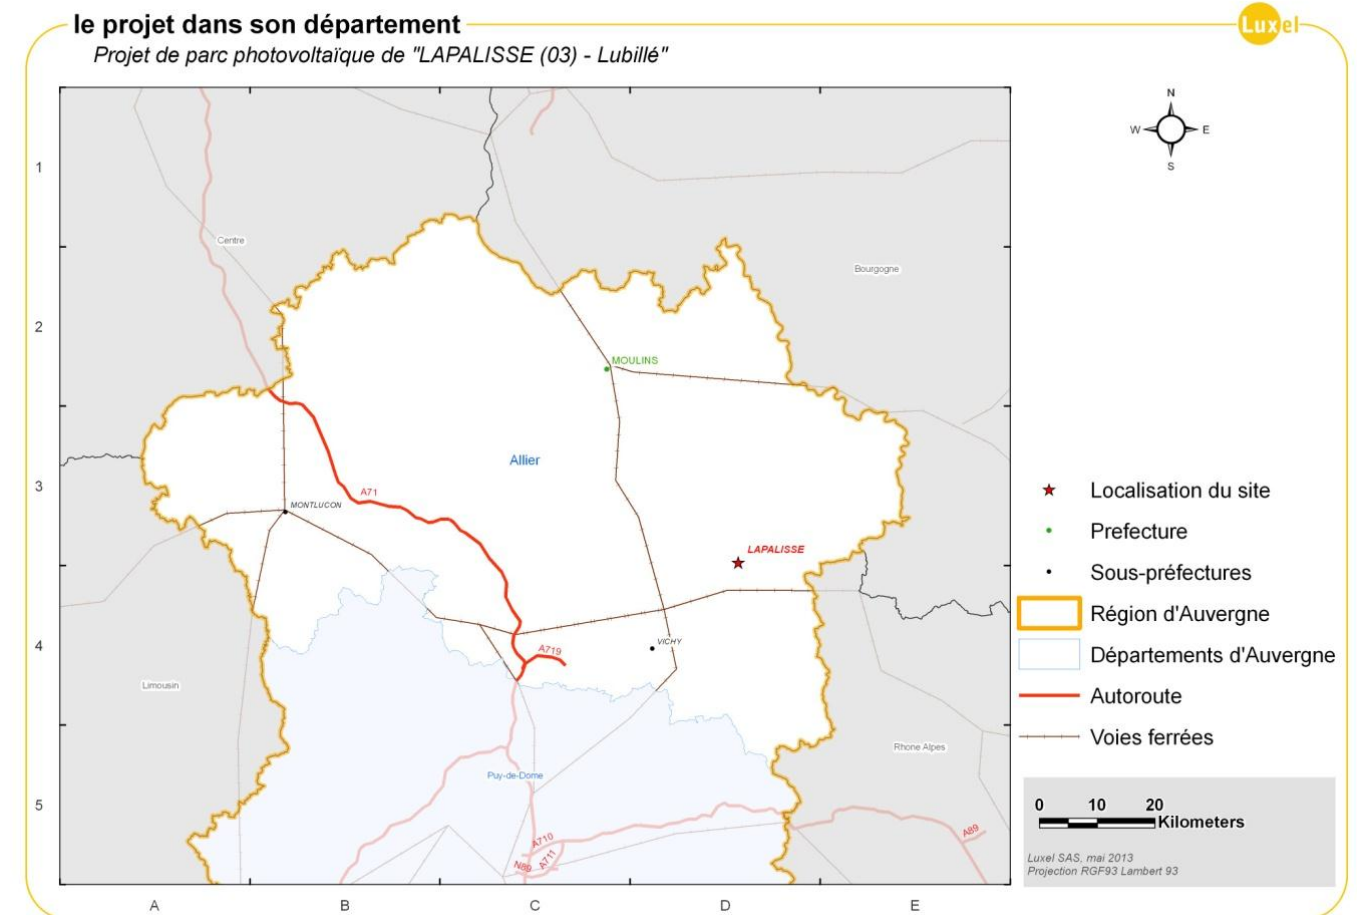 le projet dans son département
Luxel
Projet de parc photovoltaïque de "LAPALISSE (03) - Lubillé"
N
W
E
S
1
Centre
Bourgogne
2
MOULINS
Allier
3
A71
MONTLUCON
LAPALISSE
Localisation du site
Prefecture
Sous-préfectures
Région d'Auvergne
4
VICHY
A719
Départements d'Auvergne
Limousin
Autoroute
Voies ferrées
Rhone Alpes
Puy-de-Dome
5
0 10 20
Kilometers
A710
A711
N89
A89
Luxel SAS, mai 2013
Projection RGF93 Lambert 93
A B C D E